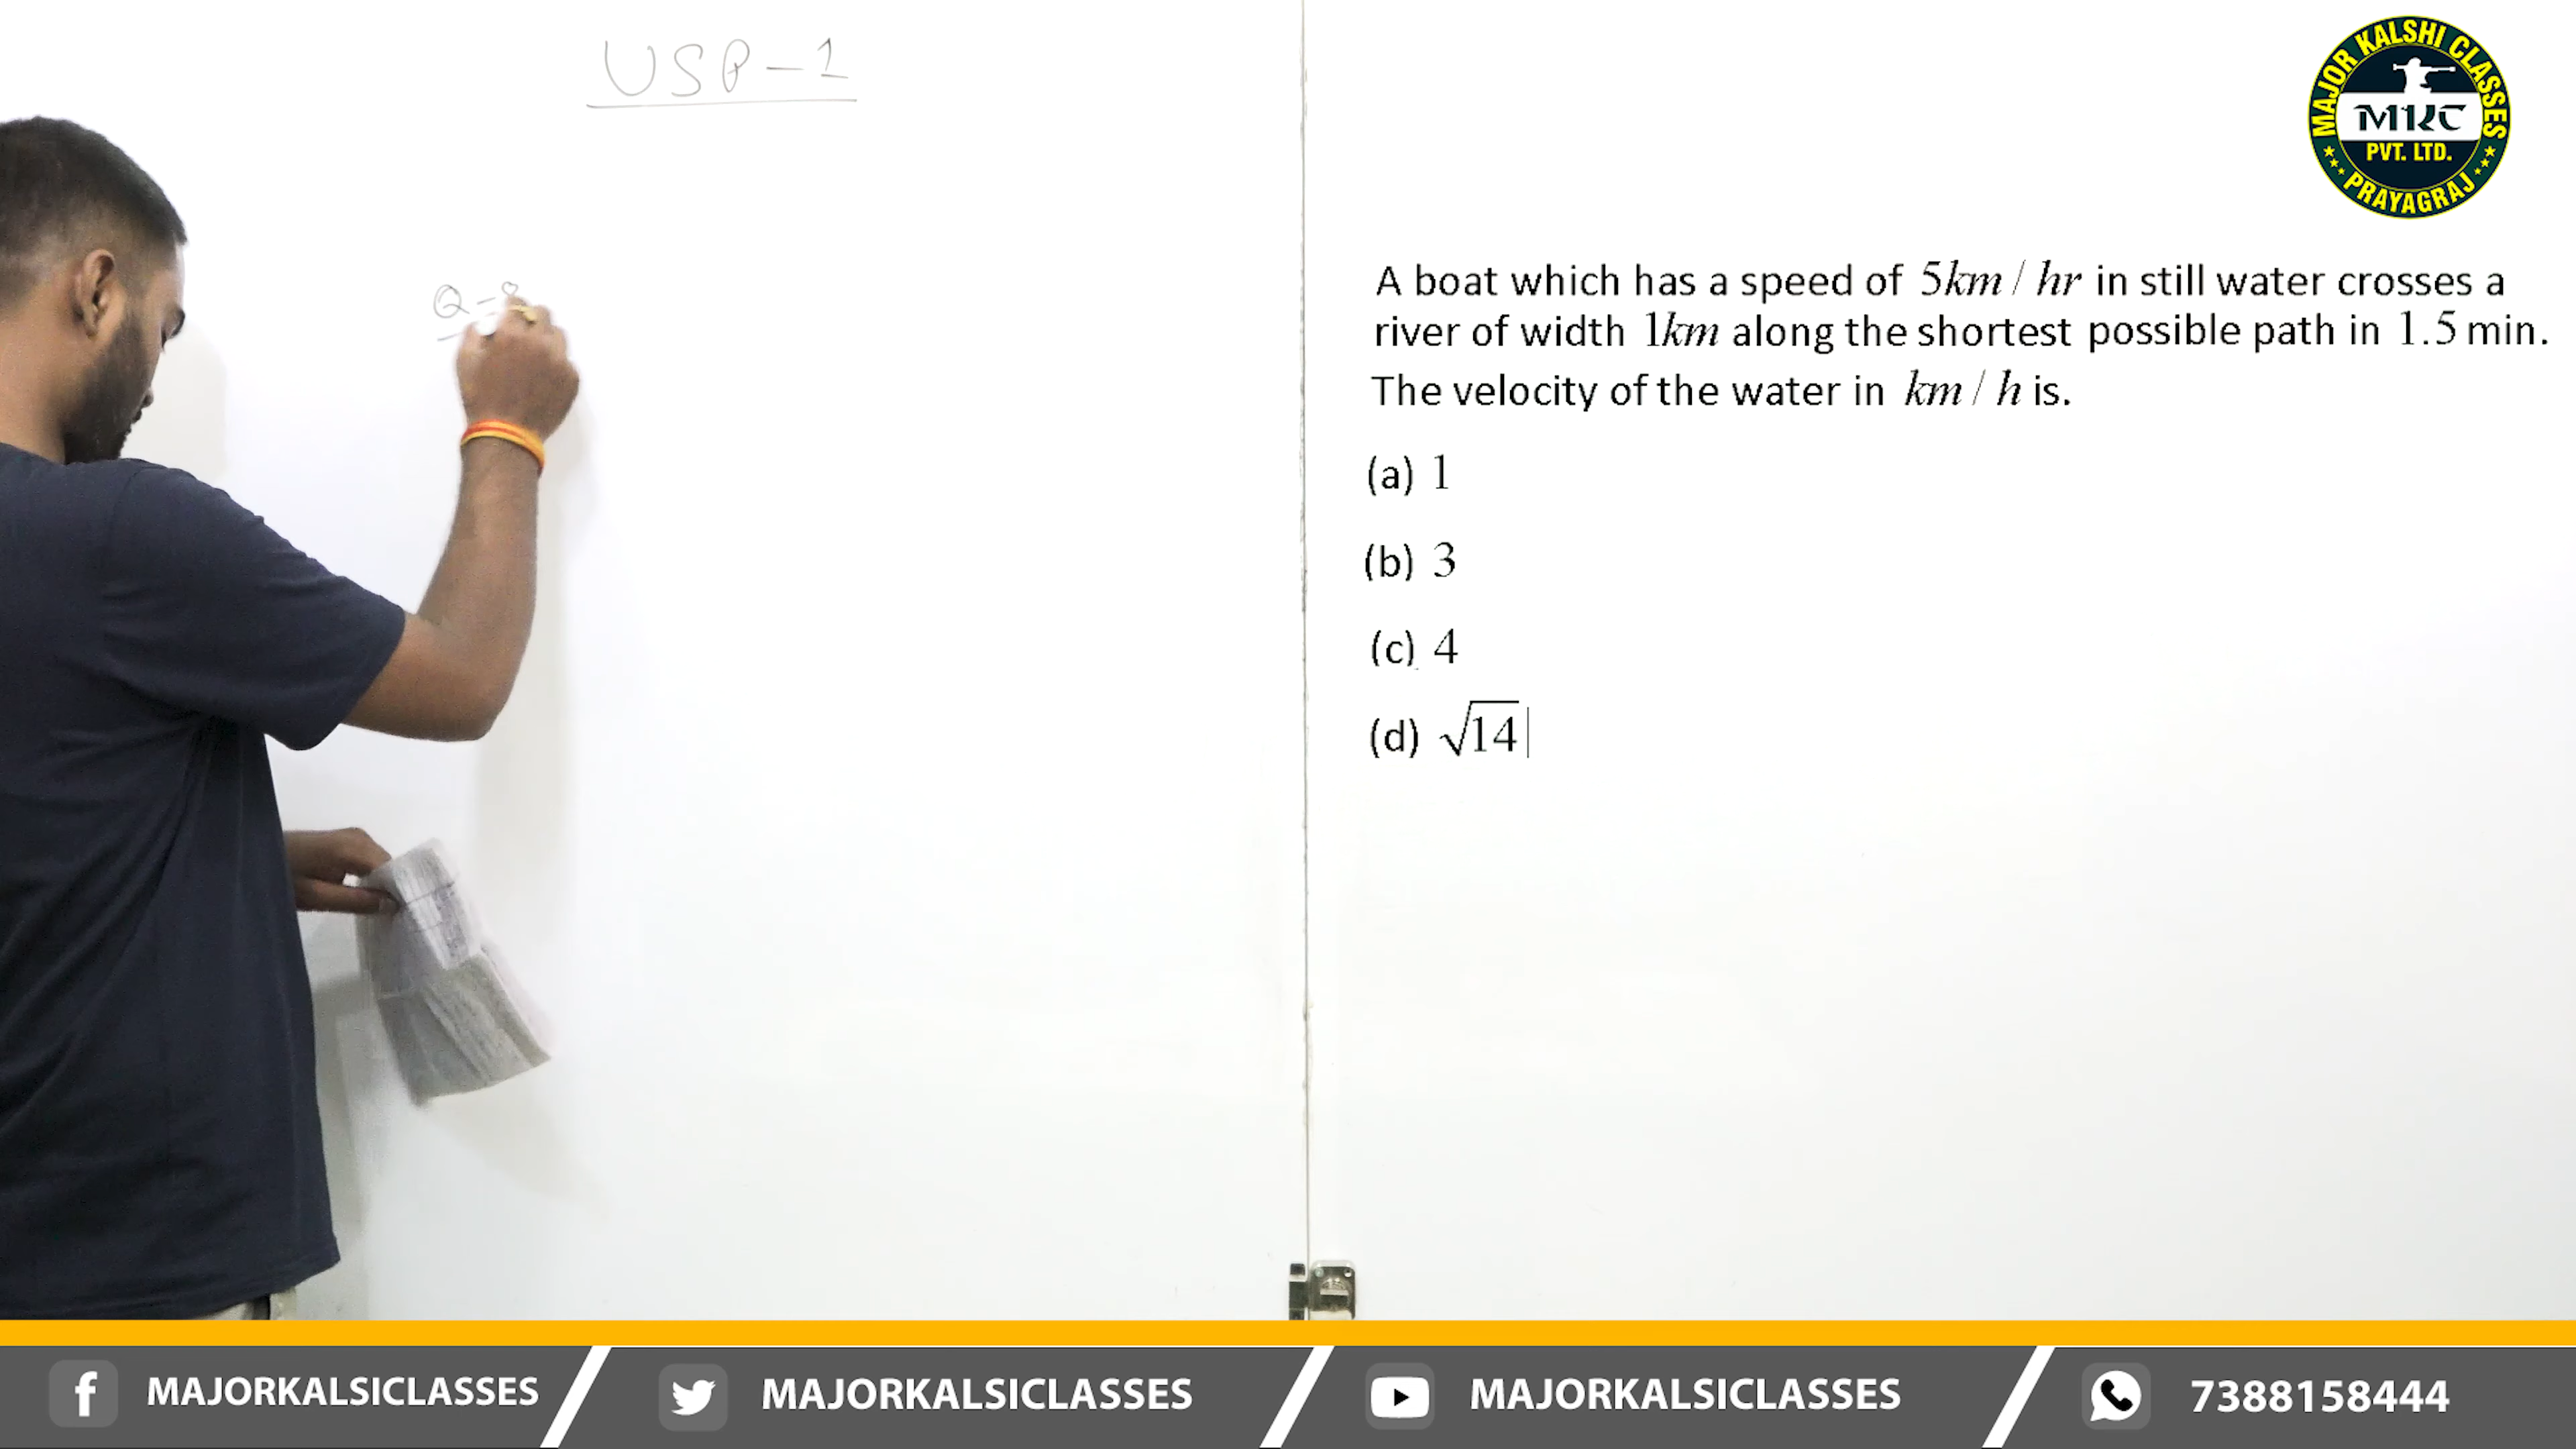 USP-1
Q-8
MAJOR KALSHI CLASSES
MKC
PVT. LTD.
PRAYAGRAJ
A boat which has a speed of 5km / hr in still water crosses a
river of width 1km along the shortest possible path in 1.5 min.
The velocity of the water in km / h is.
(a) 1
(b) 3
(c) 4
(d) √14
MAJORKALSICLASSES
MAJORKALSICLASSES
MAJORKALSICLASSES
7388158444